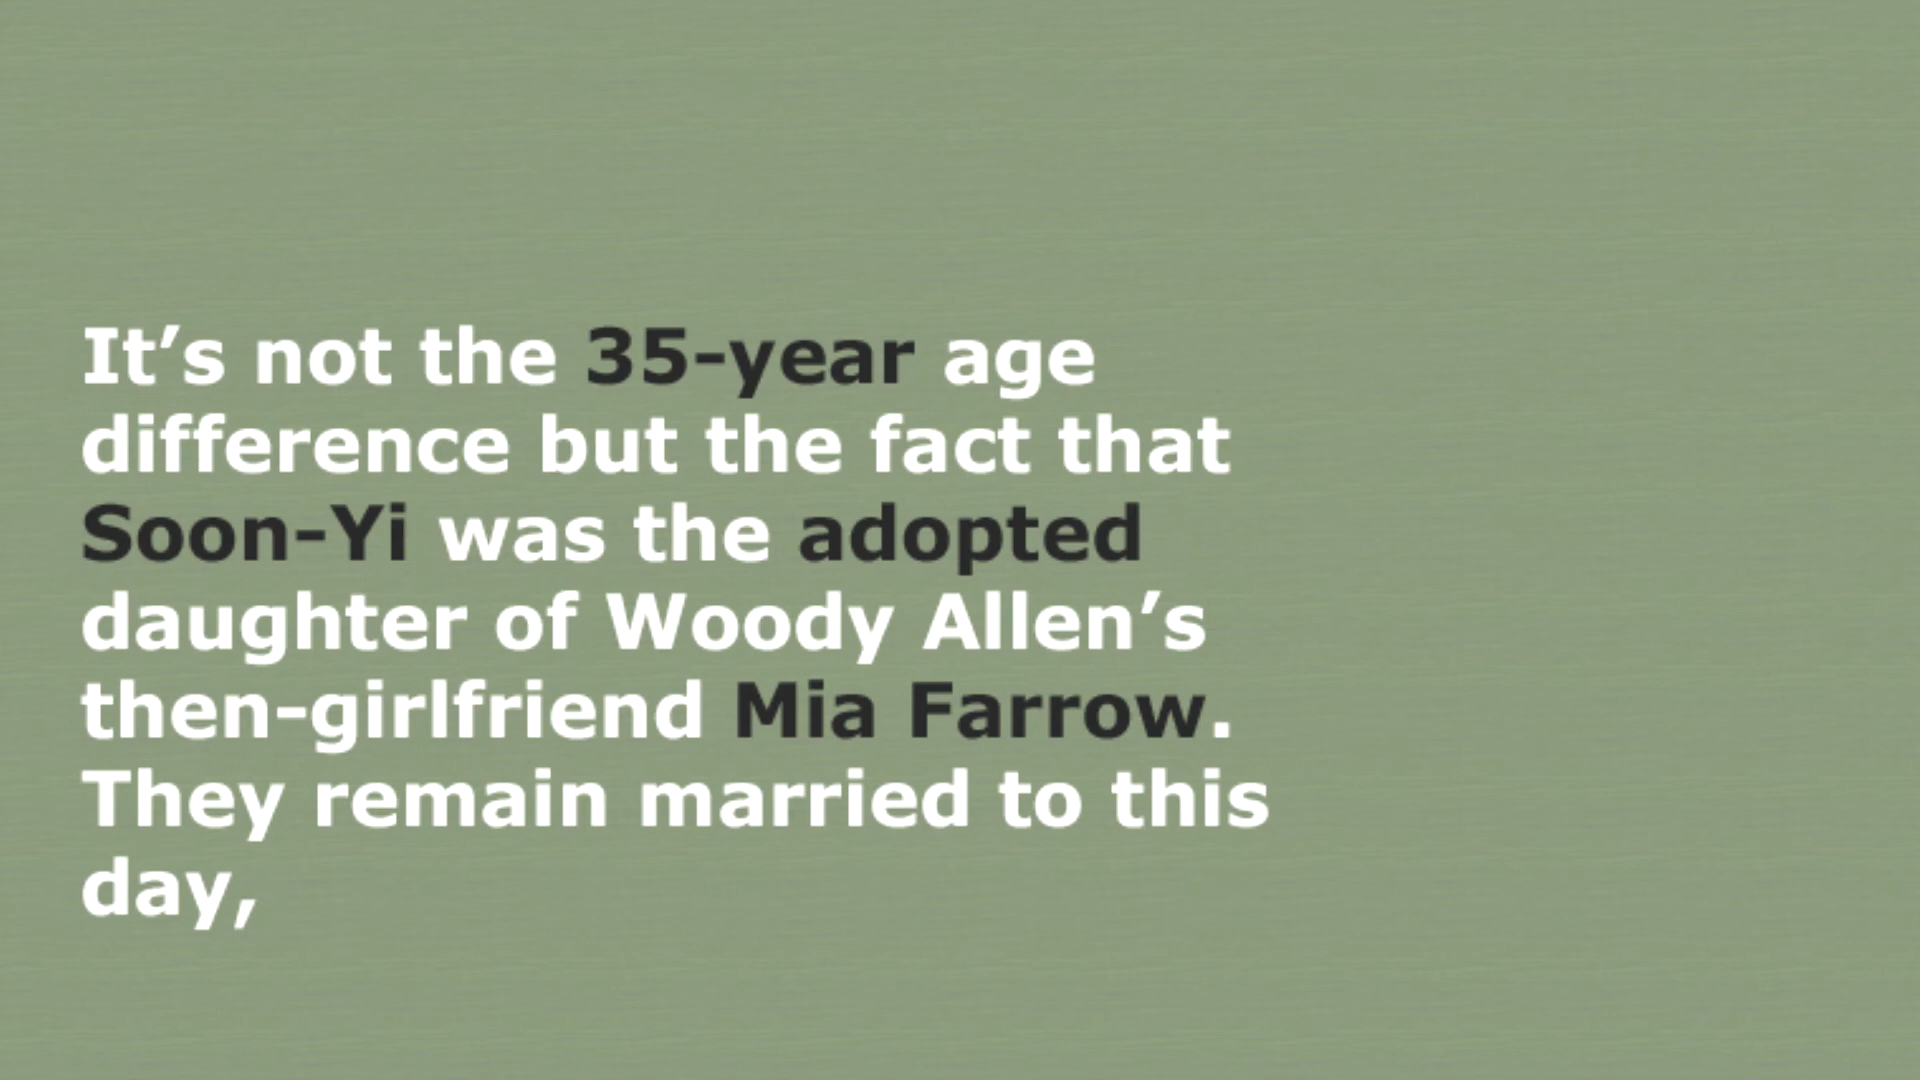 It’s not the 35-year age
difference but the fact that
Soon-Yi was the adopted
daughter of Woody Allen’s
then-girlfriend Mia Farrow.
They remain married to this
day,